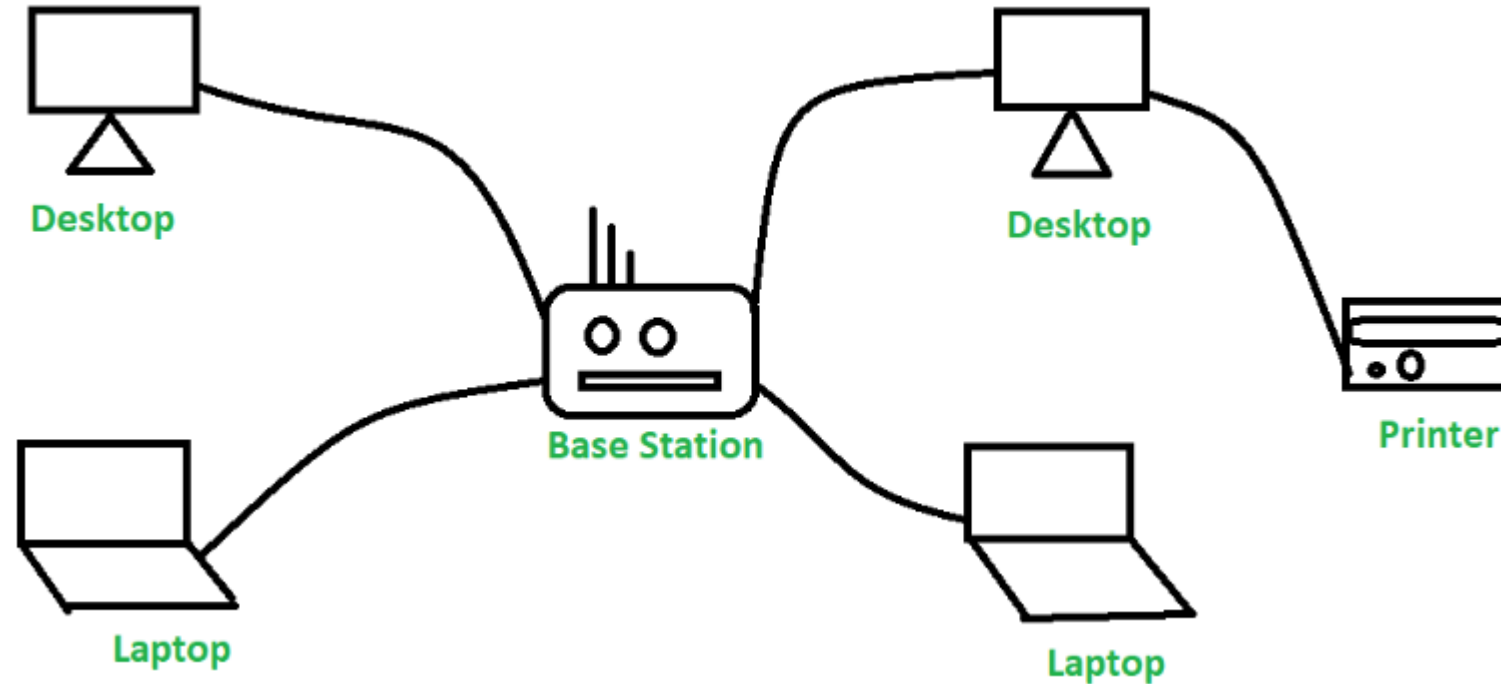 Desktop
Desktop
Base Station
Printer
Laptop
Laptop